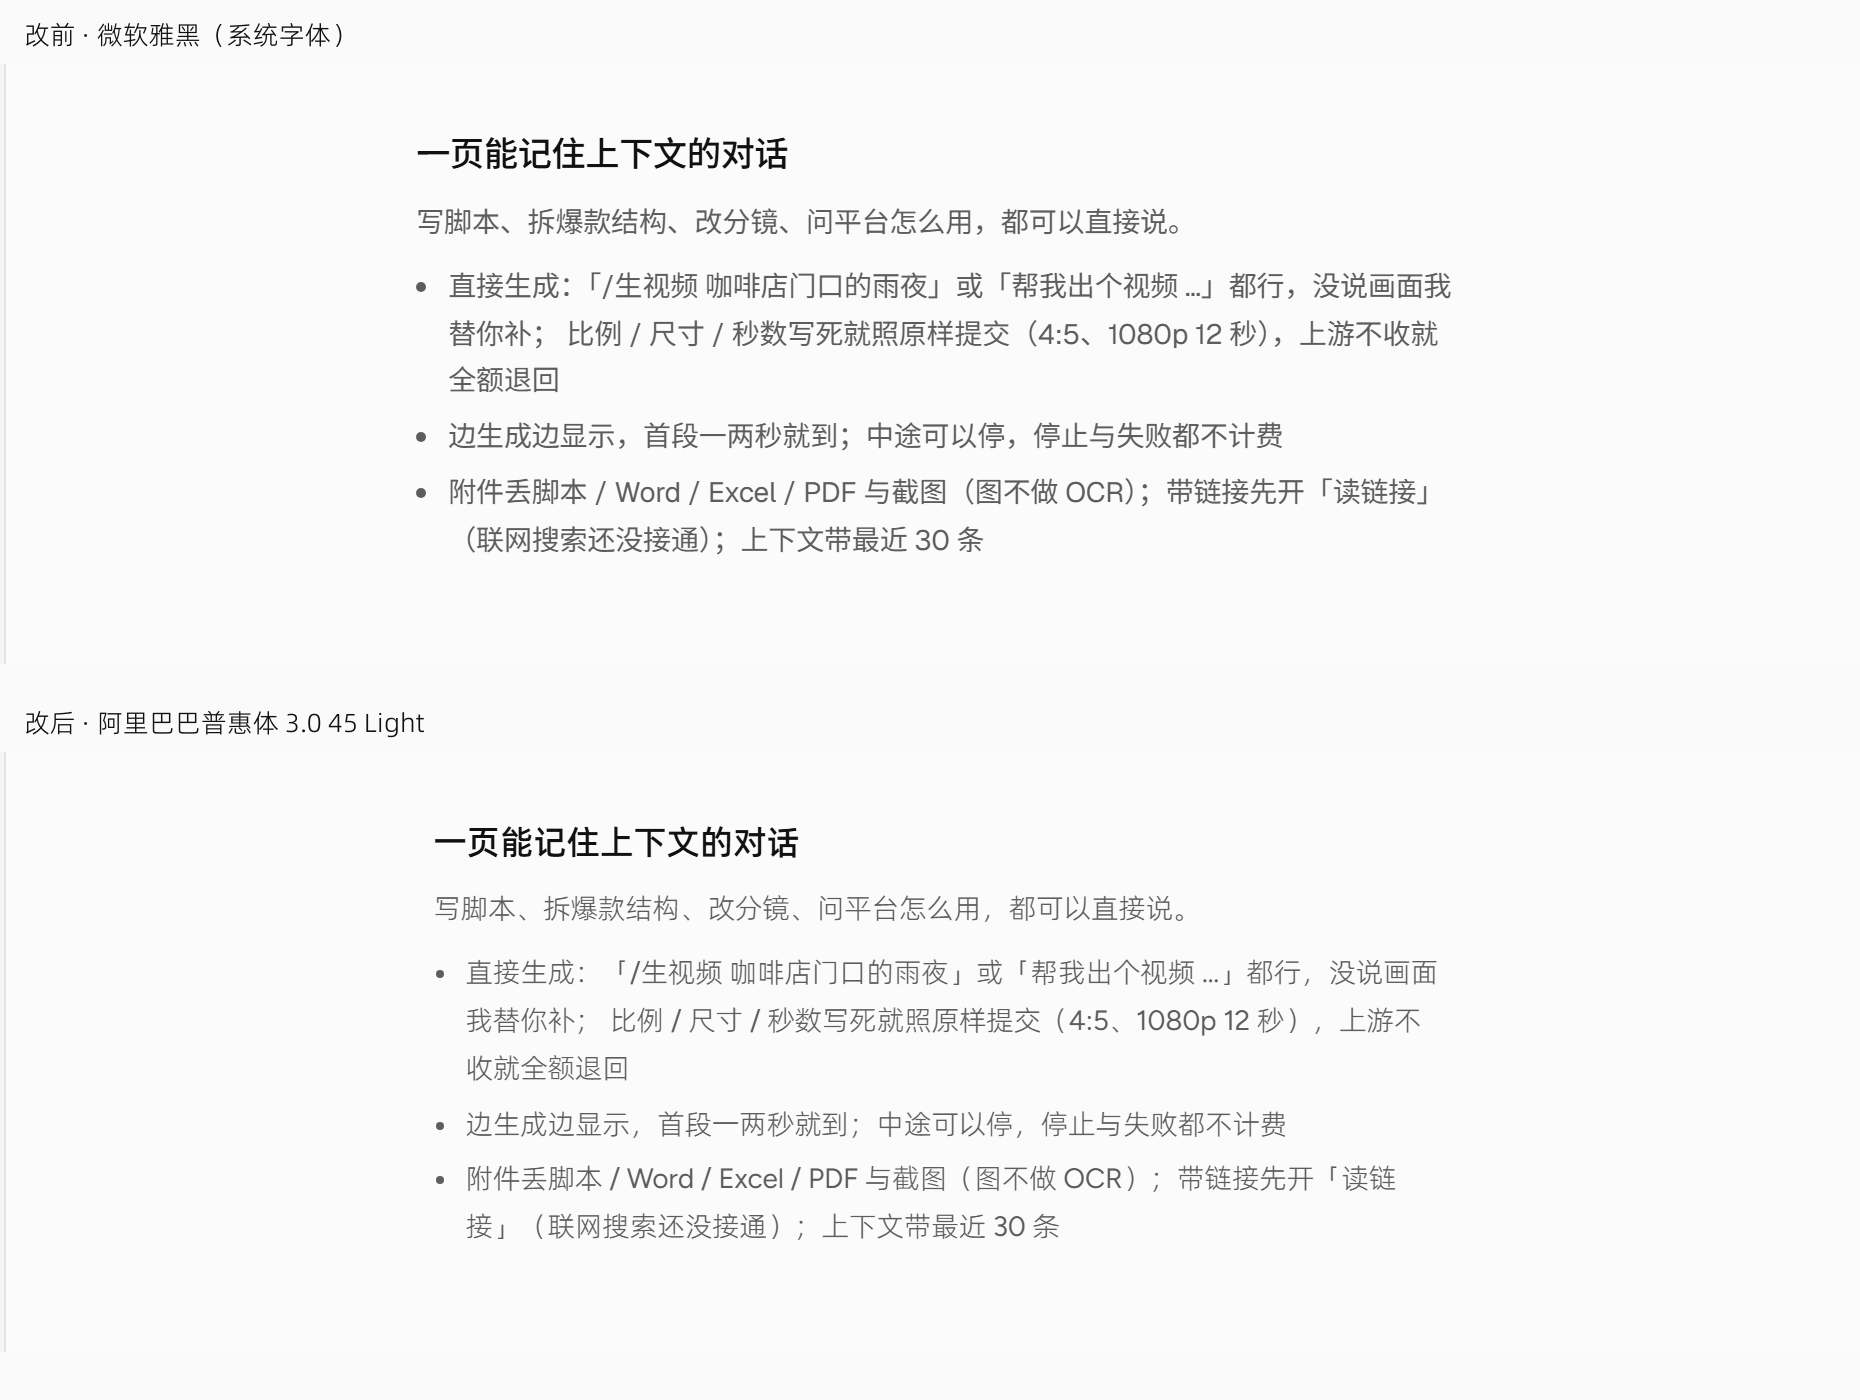 改前 · 微软雅黑（系统字体）
一页能记住上下文的对话
写脚本、拆爆款结构、改分镜、问平台怎么用，都可以直接说。
• 直接生成：「/生视频 咖啡店门口的雨夜」或「帮我出个视频 …」都行，没说画面我
替你补； 比例 / 尺寸 / 秒数写死就照原样提交（4:5、1080p 12 秒），上游不收就
全额退回
• 边生成边显示，首段一两秒就到；中途可以停，停止与失败都不计费
• 附件丢脚本 / Word / Excel / PDF 与截图（图不做 OCR）；带链接先开「读链接」
（联网搜索还没接通）；上下文带最近 30 条
改后 · 阿里巴巴普惠体 3.0 45 Light
一页能记住上下文的对话
写脚本、拆爆款结构、改分镜、问平台怎么用，都可以直接说。
• 直接生成：「/生视频 咖啡店门口的雨夜」或「帮我出个视频 …」都行，没说画面
我替你补； 比例 / 尺寸 / 秒数写死就照原样提交（4:5、1080p 12 秒），上游不
收就全额退回
• 边生成边显示，首段一两秒就到；中途可以停，停止与失败都不计费
• 附件丢脚本 / Word / Excel / PDF 与截图（图不做 OCR）；带链接先开「读链
接」（联网搜索还没接通）；上下文带最近 30 条